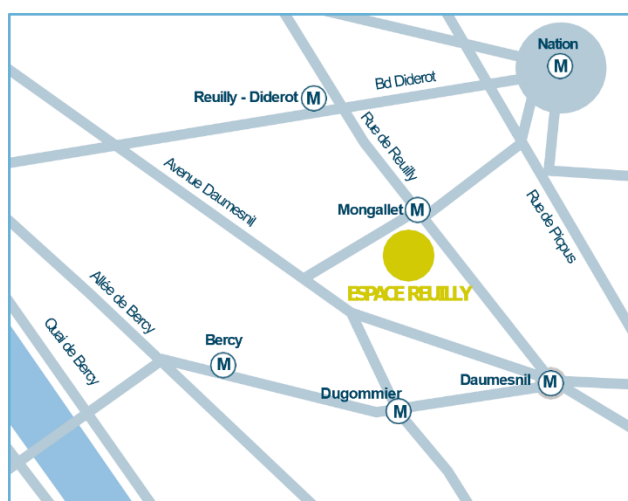 Nation
M
Bd Diderot
Reuilly - Diderot M
Rue de Reuilly
Avenue Daumesnil
Mongallet M
Rue de Picpus
ESPACE REUILLY
Allée de Bercy
Quai de Bercy
Bercy
M
Daumesnil M
Dugommier
M